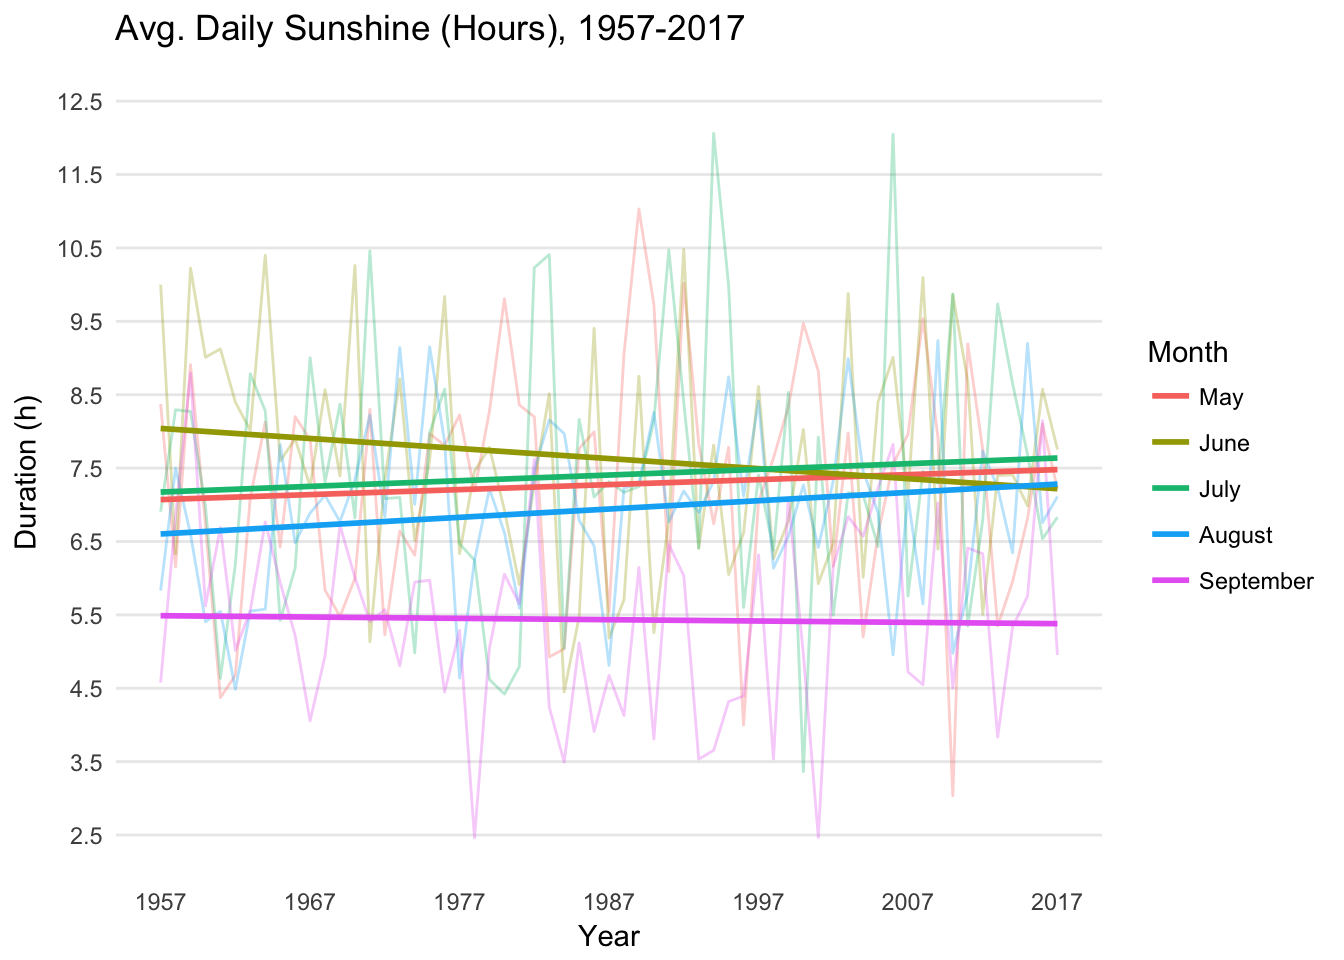 Avg. Daily Sunshine (Hours), 1957-2017
12.5
11.5
10.5
9.5
8.5
7.5
6.5
5.5
4.5
3.5
2.5
Duration (h)
1957 1967 1977 1987 1997 2007 2017
Year
Month
May
June
July
August
September